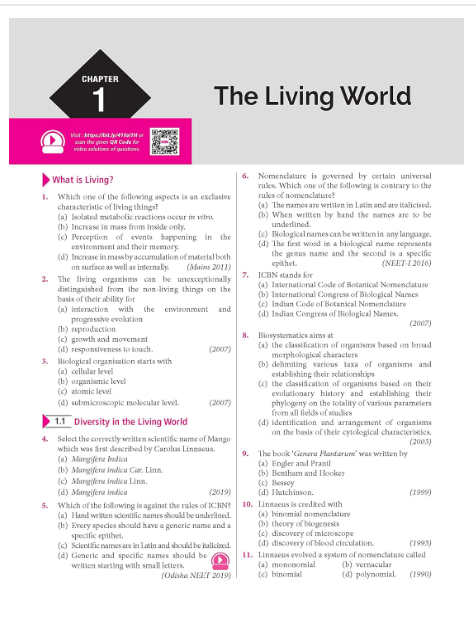 CHAPTER
1
The Living World
Visit : https://bit.ly/41YaI1N or
scan the given QR Code for
video solutions of questions.
What is Living?
1. Which one of the following aspects is an exclusive
characteristic of living things?
(a) Isolated metabolic reactions occur in vitro.
(b) Increase in mass from inside only.
(c) Perception of events happening in the
environment and their memory.
(d) Increase in mass by accumulation of material both
on surface as well as internally. (Mains 2011)
2. The living organisms can be unexceptionally
distinguished from the non-living things on the
basis of their ability for
(a) interaction with the environment and
progressive evolution
(b) reproduction
(c) growth and movement
(d) responsiveness to touch. (2007)
3. Biological organisation starts with
(a) cellular level
(b) organismic level
(c) atomic level
(d) submicroscopic molecular level. (2007)
1.1 Diversity in the Living World
4. Select the correctly written scientific name of Mango
which was first described by Carolus Linnaeus.
(a) Mangifera Indica
(b) Mangifera indica Car. Linn.
(c) Mangifera indica Linn.
(d) Mangifera indica (2019)
5. Which of the following is against the rules of ICBN?
(a) Hand written scientific names should be underlined.
(b) Every species should have a generic name and a
specific epithet.
(c) Scientific names are in Latin and should be italicized.
(d) Generic and specific names should be
written starting with small letters.
(Odisha NEET 2019)
6. Nomenclature is governed by certain universal
rules. Which one of the following is contrary to the
rules of nomenclature?
(a) The names are written in Latin and are italicised.
(b) When written by hand the names are to be
underlined.
(c) Biological names can be written in any language.
(d) The first word in a biological name represents
the genus name and the second is a specific
epithet. (NEET-I 2016)
7. ICBN stands for
(a) International Code of Botanical Nomenclature
(b) International Congress of Biological Names
(c) Indian Code of Botanical Nomenclature
(d) Indian Congress of Biological Names.
(2007)
8. Biosystematics aims at
(a) the classification of organisms based on broad
morphological characters
(b) delimiting various taxa of organisms and
establishing their relationships
(c) the classification of organisms based on their
evolutionary history and establishing their
phylogeny on the totality of various parameters
from all fields of studies
(d) identification and arrangement of organisms
on the basis of their cytological characteristics.
(2003)
9. The book 'Genera Plantarum' was written by
(a) Engler and Prantl
(b) Bentham and Hooker
(c) Bessey
(d) Hutchinson. (1999)
10. Linnaeus is credited with
(a) binomial nomenclature
(b) theory of biogenesis
(c) discovery of microscope
(d) discovery of blood circulation. (1993)
11. Linnaeus evolved a system of nomenclature called
(a) mononomial (b) vernacular
(c) binomial (d) polynomial. (1990)